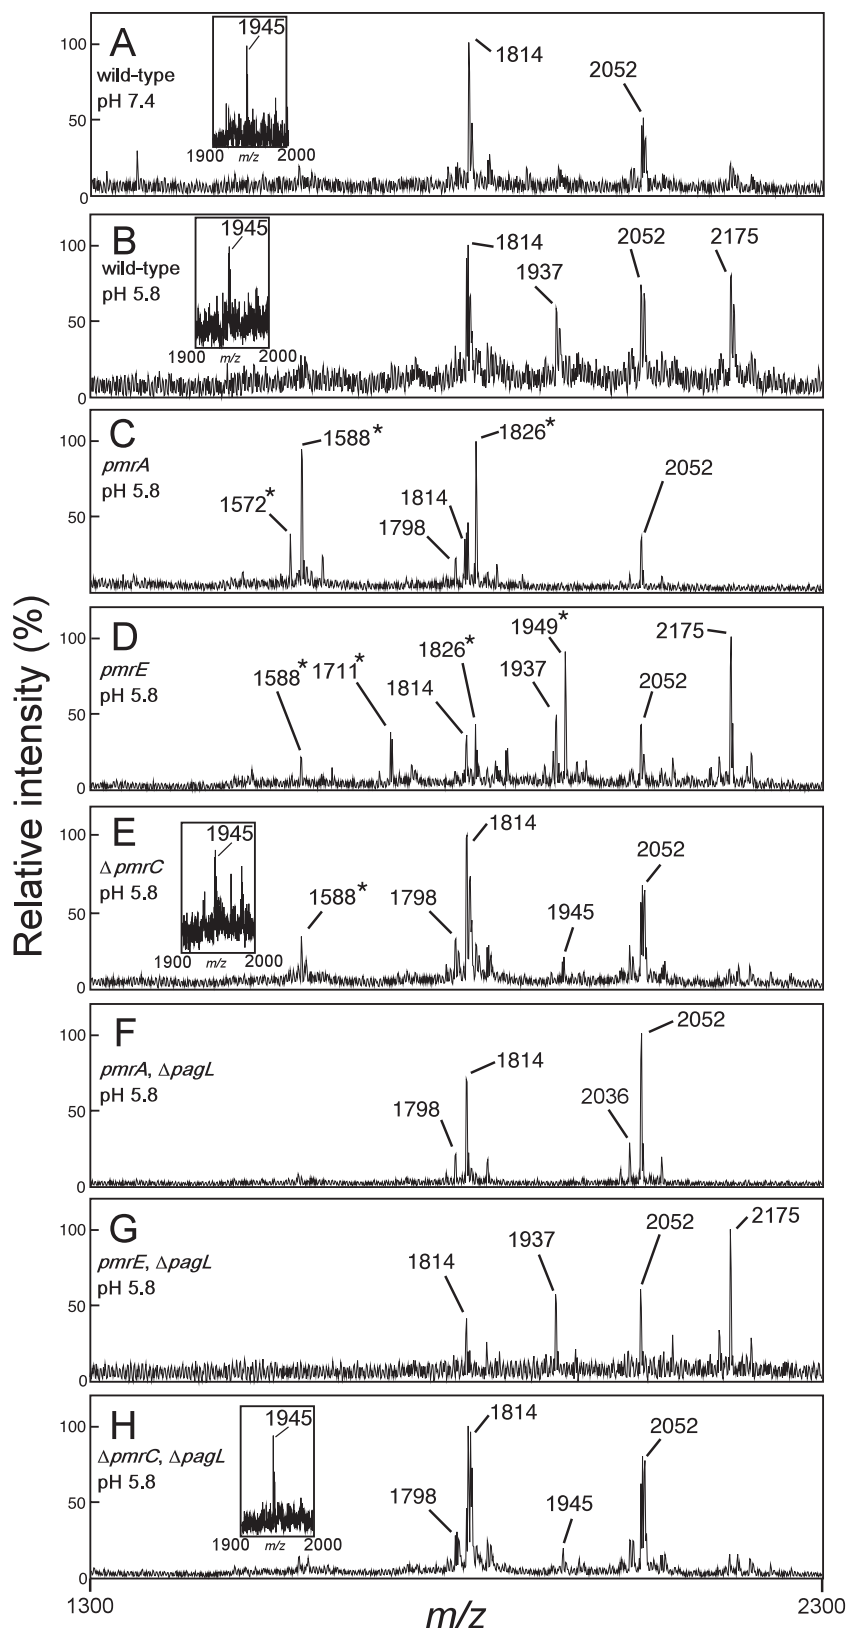 Relative intensity (%)
A
wild-type
pH 7.4
100
50
0
1945
1900 m/z 2000
1814
2052
B
wild-type
pH 5.8
100
50
0
1945
1900 m/z 2000
1814
1937
2052
2175
C
pmrA
pH 5.8
100
50
0
1572*
1588*
1798
1814
1826*
2052
D
pmrE
pH 5.8
100
50
0
1588*
1711*
1814
1826*
1937
1949*
2052
2175
E
ΔpmrC
pH 5.8
100
50
0
1945
1900 m/z 2000
1588*
1798
1814
1945
2052
F
pmrA, ΔpagL
pH 5.8
100
50
0
1798
1814
2036
2052
G
pmrE, ΔpagL
pH 5.8
100
50
0
1814
1937
2052
2175
H
ΔpmrC, ΔpagL
pH 5.8
100
50
0
1945
1900 m/z 2000
1798
1814
1945
2052
1300 m/z 2300